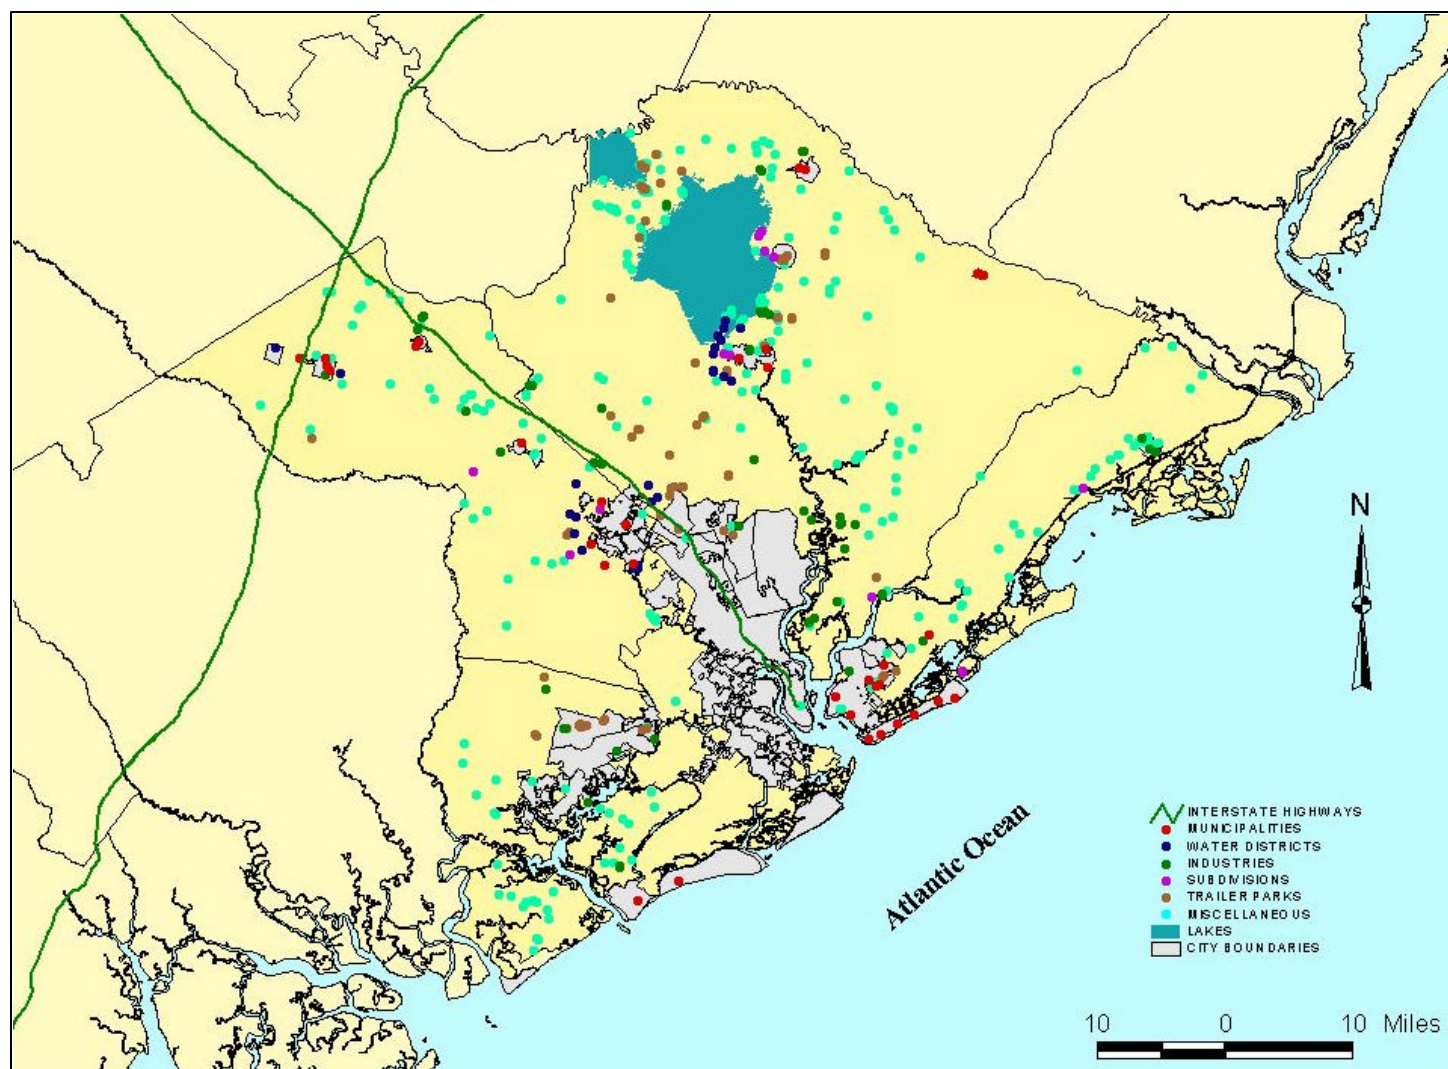 N
INTERSTATE HIGHWAYS
MUNICIPALITIES
WATER DISTRICTS
INDUSTRIES
SUBDIVISIONS
TRAILER PARKS
MISCELLANEOUS
LAKES
CITY BOUNDARIES
Atlantic Ocean
10 0 10 Miles